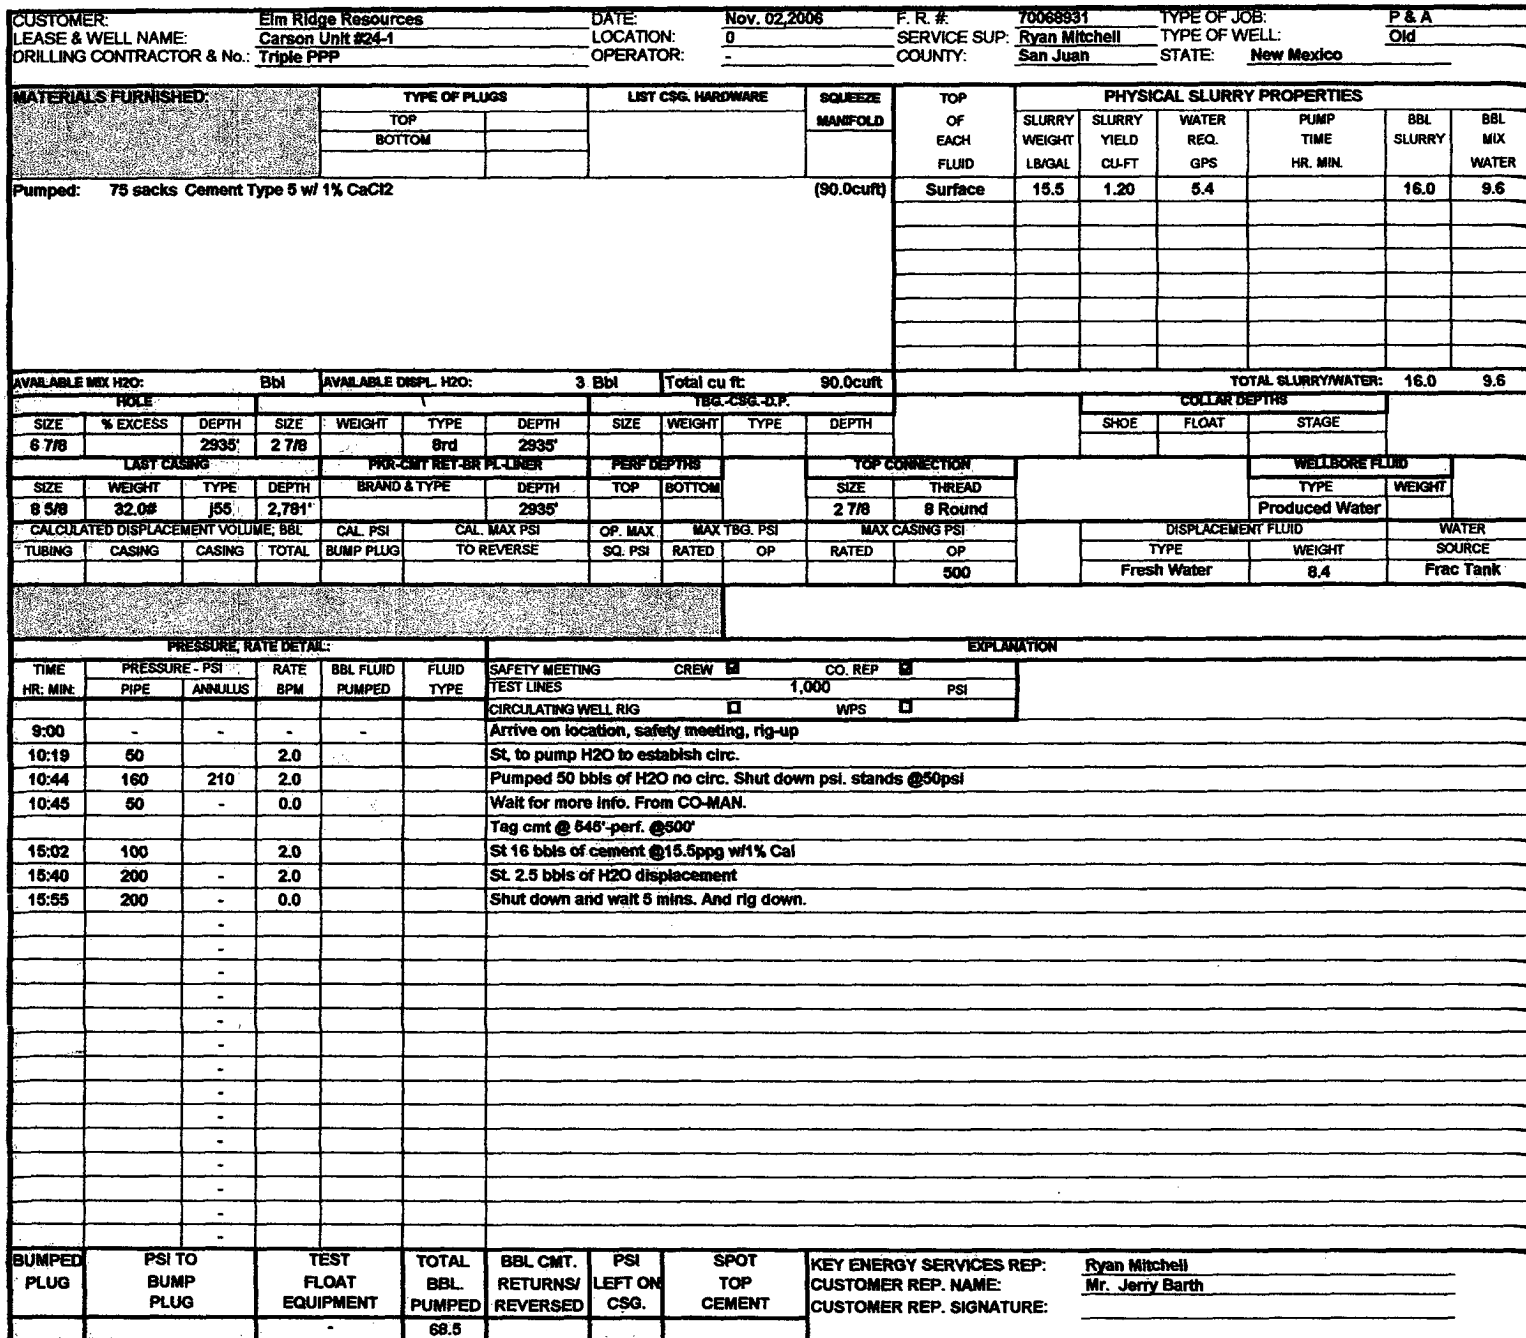 CUSTOMER: Elm Ridge Resources DATE: Nov. 02,2006 F. R. #: 70068931 TYPE OF JOB: P & A
LEASE & WELL NAME: Carson Unit #24-1 LOCATION: 0 SERVICE SUP: Ryan Mitchell TYPE OF WELL: Old
DRILLING CONTRACTOR & No.: Triple PPP OPERATOR: - COUNTY: San Juan STATE: New Mexico
MATERIALS FURNISHED: TYPE OF PLUGS LIST CSG. HARDWARE SQUEEZE TOP PHYSICAL SLURRY PROPERTIES
TOP MANIFOLD OF SLURRY SLURRY WATER PUMP BBL BBL
BOTTOM EACH WEIGHT YIELD REQ. TIME SLURRY MIX
FLUID LB/GAL CU-FT GPS HR. MIN. WATER
Pumped: 75 sacks Cement Type 5 w/ 1% CaCl2 (90.0cuft) Surface 15.5 1.20 5.4 16.0 9.6
AVAILABLE MIX H2O: Bbl AVAILABLE DISPL. H2O: 3 Bbl Total cu ft: 90.0cuft TOTAL SLURRY/WATER: 16.0 9.6
HOLE \ TBG.-CSG.-D.P. COLLAR DEPTHS
SIZE % EXCESS DEPTH SIZE WEIGHT TYPE DEPTH SIZE WEIGHT TYPE DEPTH SHOE FLOAT STAGE
6 7/8 2935' 2 7/8 8rd 2935'
LAST CASING PKR-CMT RET-BR PL-LINER PERF DEPTHS TOP CONNECTION WELLBORE FLUID
SIZE WEIGHT TYPE DEPTH BRAND & TYPE DEPTH TOP BOTTOM SIZE THREAD TYPE WEIGHT
8 5/8 32.0# j55 2,781' 2935' 2 7/8 8 Round Produced Water
CALCULATED DISPLACEMENT VOLUME; BBL CAL. PSI CAL. MAX PSI OP. MAX MAX TBG. PSI MAX CASING PSI DISPLACEMENT FLUID WATER
TUBING CASING CASING TOTAL BUMP PLUG TO REVERSE SQ. PSI RATED OP RATED OP TYPE WEIGHT SOURCE
500 Fresh Water 8.4 Frac Tank
PRESSURE, RATE DETAIL: EXPLANATION
TIME PRESSURE - PSI RATE BBL FLUID FLUID SAFETY MEETING CREW CO. REP
HR: MIN: PIPE ANNULUS BPM PUMPED TYPE TEST LINES 1,000 PSI
CIRCULATING WELL RIG WPS
9:00 - - - - Arrive on location, safety meeting, rig-up
10:19 50 2.0 St, to pump H2O to estabish circ.
10:44 160 210 2.0 Pumped 50 bbls of H2O no circ. Shut down psi. stands @50psi
10:45 50 - 0.0 Wait for more info. From CO-MAN.
Tag cmt @ 545'-perf. @500'
15:02 100 2.0 St 16 bbls of cement @15.5ppg w/1% Cal
15:40 200 - 2.0 St. 2.5 bbls of H2O displacement
15:55 200 - 0.0 Shut down and wait 5 mins. And rig down.
-
-
-
-
-
-
-
-
-
-
-
-
-
-
BUMPED PSI TO TEST TOTAL BBL CMT. PSI SPOT KEY ENERGY SERVICES REP: Ryan Mitchell
PLUG BUMP FLOAT BBL. RETURNS/ LEFT ON TOP CUSTOMER REP. NAME: Mr. Jerry Barth
PLUG EQUIPMENT PUMPED REVERSED CSG. CEMENT CUSTOMER REP. SIGNATURE:
- 68.5